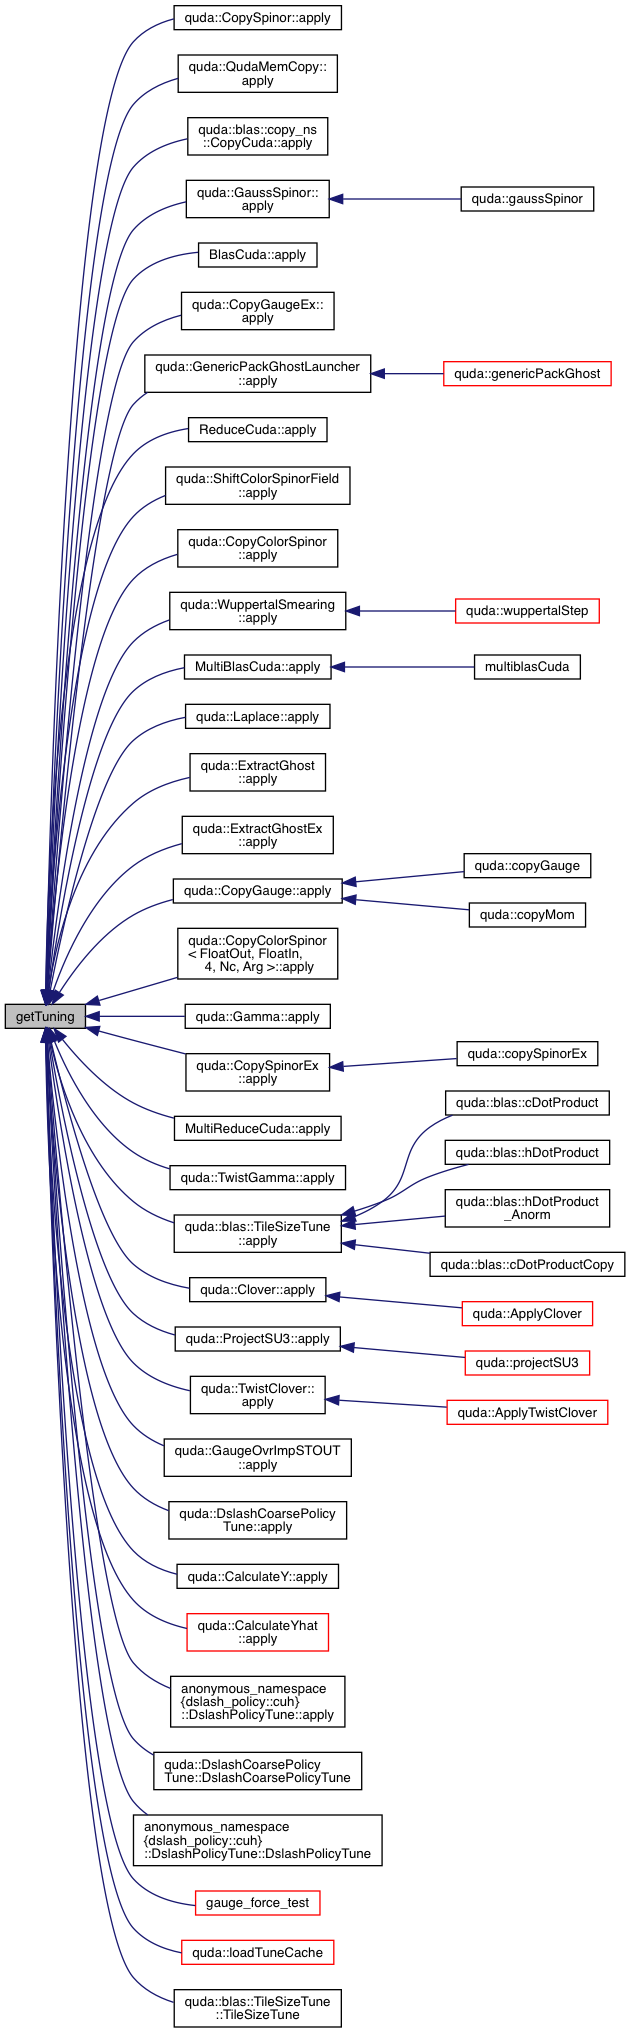 quda::CopySpinor::apply
quda::QudaMemCopy::
apply
quda::blas::copy_ns
::CopyCuda::apply
quda::GaussSpinor::
apply
quda::gaussSpinor
BlasCuda::apply
quda::CopyGaugeEx::
apply
quda::GenericPackGhostLauncher
::apply
quda::genericPackGhost
ReduceCuda::apply
quda::ShiftColorSpinorField
::apply
quda::CopyColorSpinor
::apply
quda::WuppertalSmearing
::apply
quda::wuppertalStep
MultiBlasCuda::apply
multiblasCuda
quda::Laplace::apply
quda::ExtractGhost
::apply
quda::ExtractGhostEx
::apply
quda::CopyGauge::apply
quda::copyGauge
quda::copyMom
quda::CopyColorSpinor
< FloatOut, FloatIn,
4, Nc, Arg >::apply
getTuning
quda::Gamma::apply
quda::CopySpinorEx
::apply
quda::copySpinorEx
MultiReduceCuda::apply
quda::TwistGamma::apply
quda::blas::TileSizeTune
::apply
quda::blas::cDotProduct
quda::blas::hDotProduct
quda::blas::hDotProduct
_Anorm
quda::blas::cDotProductCopy
quda::Clover::apply
quda::ApplyClover
quda::ProjectSU3::apply
quda::projectSU3
quda::TwistClover::
apply
quda::ApplyTwistClover
quda::GaugeOvrImpSTOUT
::apply
quda::DslashCoarsePolicy
Tune::apply
quda::CalculateY::apply
quda::CalculateYhat
::apply
anonymous_namespace
{dslash_policy::cuh}
::DslashPolicyTune::apply
quda::DslashCoarsePolicy
Tune::DslashCoarsePolicyTune
anonymous_namespace
{dslash_policy::cuh}
::DslashPolicyTune::DslashPolicyTune
gauge_force_test
quda::loadTuneCache
quda::blas::TileSizeTune
::TileSizeTune